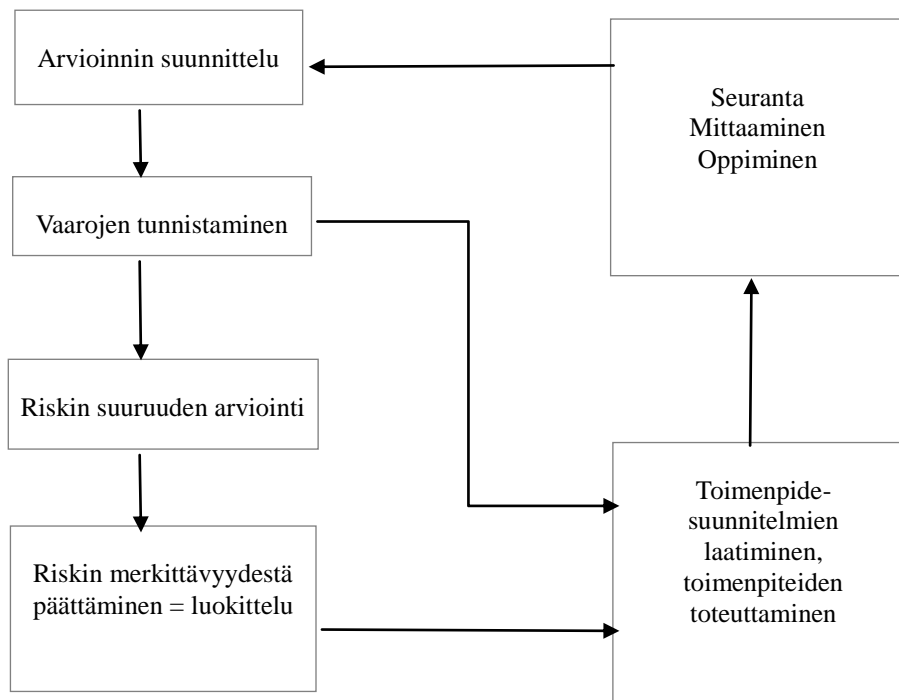 Arvioinnin suunnittelu
Seuranta
Mittaaminen
Oppiminen
Vaarojen tunnistaminen
Riskin suuruuden arviointi
Riskin merkittävyydestä
päättäminen = luokittelu
Toimenpide-
suunnitelmien
laatiminen,
toimenpiteiden
toteuttaminen